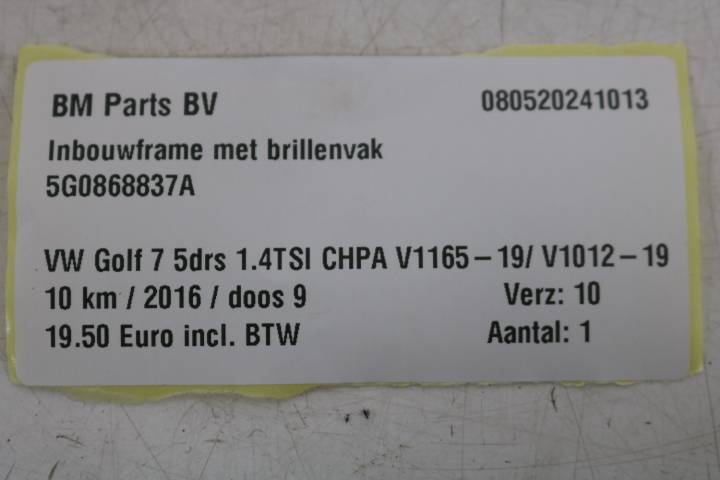 BM Parts BV 080520241013
Inbouwframe met brillenvak
5G0868837A
VW Golf 7 5drs 1.4TSI CHPA V1165-19/ V1012-19
10 km / 2016 / doos 9 Verz: 10
19.50 Euro incl. BTW Aantal: 1